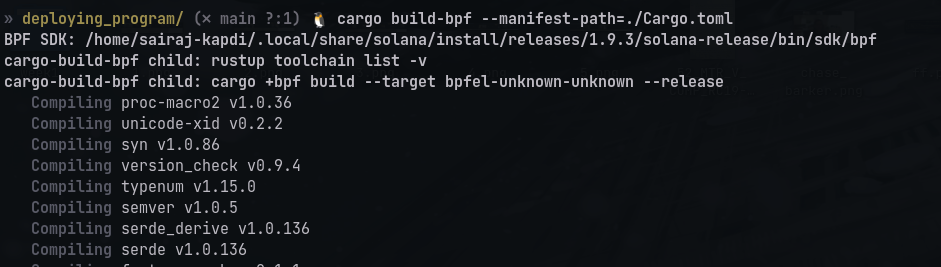 » deploying_program/ (× main ?:1) 🐧 cargo build-bpf --manifest-path=./Cargo.toml
BPF SDK: /home/sairaj-kapdi/.local/share/solana/install/releases/1.9.3/solana-release/bin/sdk/bpf
cargo-build-bpf child: rustup toolchain list -v
cargo-build-bpf child: cargo +bpf build --target bpfel-unknown-unknown --release
Compiling proc-macro2 v1.0.36
Compiling unicode-xid v0.2.2
Compiling syn v1.0.86
Compiling version_check v0.9.4
Compiling typenum v1.15.0
Compiling semver v1.0.5
Compiling serde_derive v1.0.136
Compiling serde v1.0.136